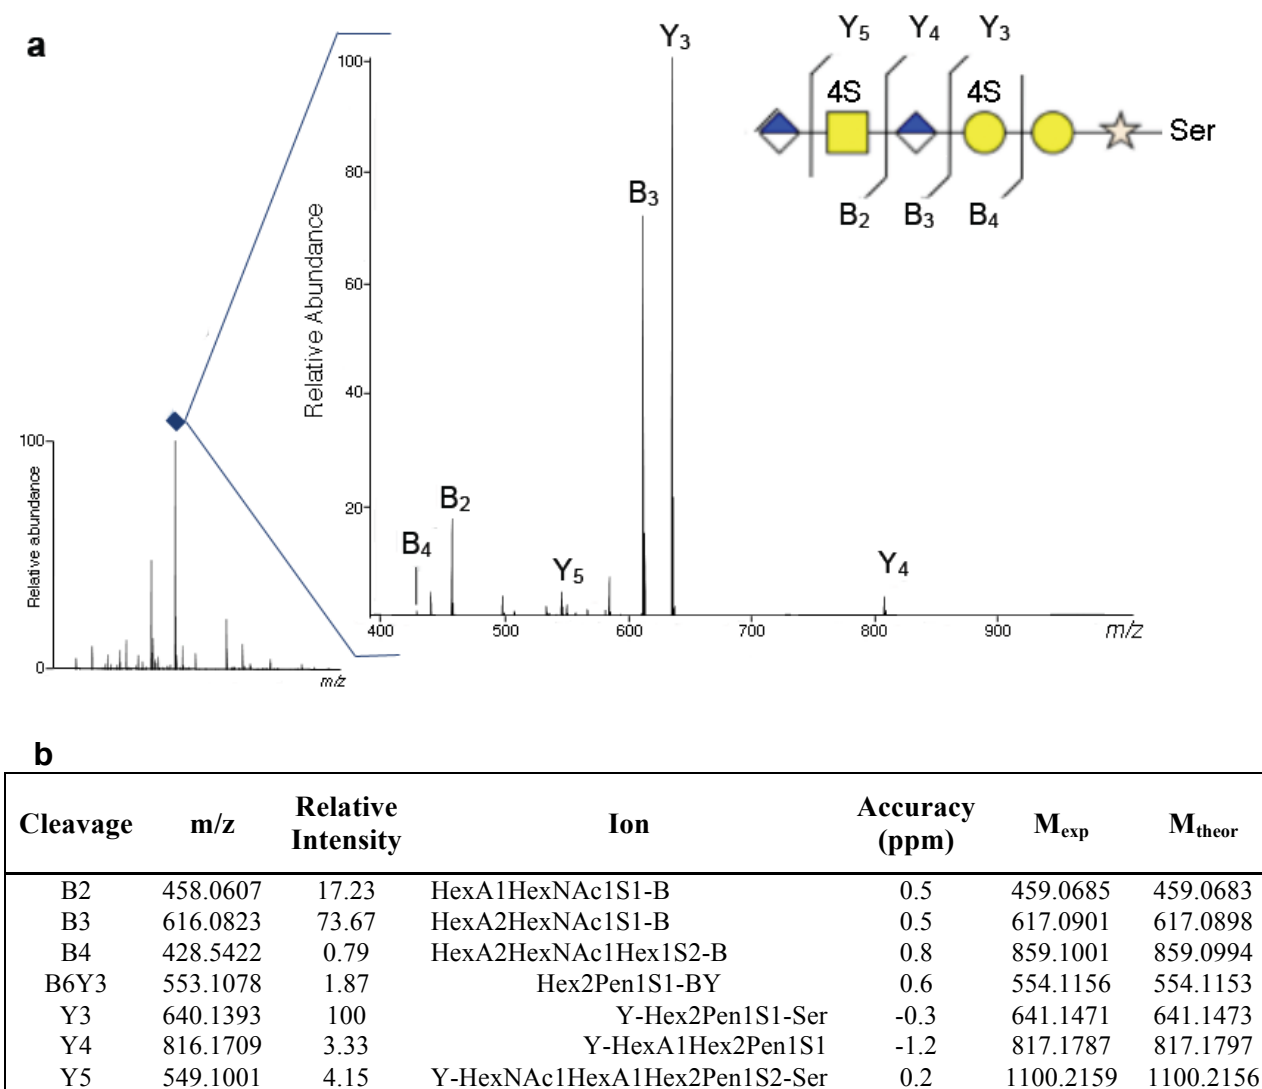 a
Y3
Y5 Y4 Y3
4S 4S
Ser
B2 B3 B4
100
80
60
40
20
Relative Abundance
B3
B2
B4
Y5
Y4
400 500 600 700 800 900 m/z
100
0
Relative abundance
m/z
b
Cleavage m/z Relative Intensity Ion Accuracy (ppm) Mexp Mtheor
B2 458.0607 17.23 HexA1HexNAc1S1-B 0.5 459.0685 459.0683
B3 616.0823 73.67 HexA2HexNAc1S1-B 0.5 617.0901 617.0898
B4 428.5422 0.79 HexA2HexNAc1Hex1S2-B 0.8 859.1001 859.0994
B6Y3 553.1078 1.87 Hex2Pen1S1-BY 0.6 554.1156 554.1153
Y3 640.1393 100 Y-Hex2Pen1S1-Ser -0.3 641.1471 641.1473
Y4 816.1709 3.33 Y-HexA1Hex2Pen1S1 -1.2 817.1787 817.1797
Y5 549.1001 4.15 Y-HexNAc1HexA1Hex2Pen1S2-Ser 0.2 1100.2159 1100.2156